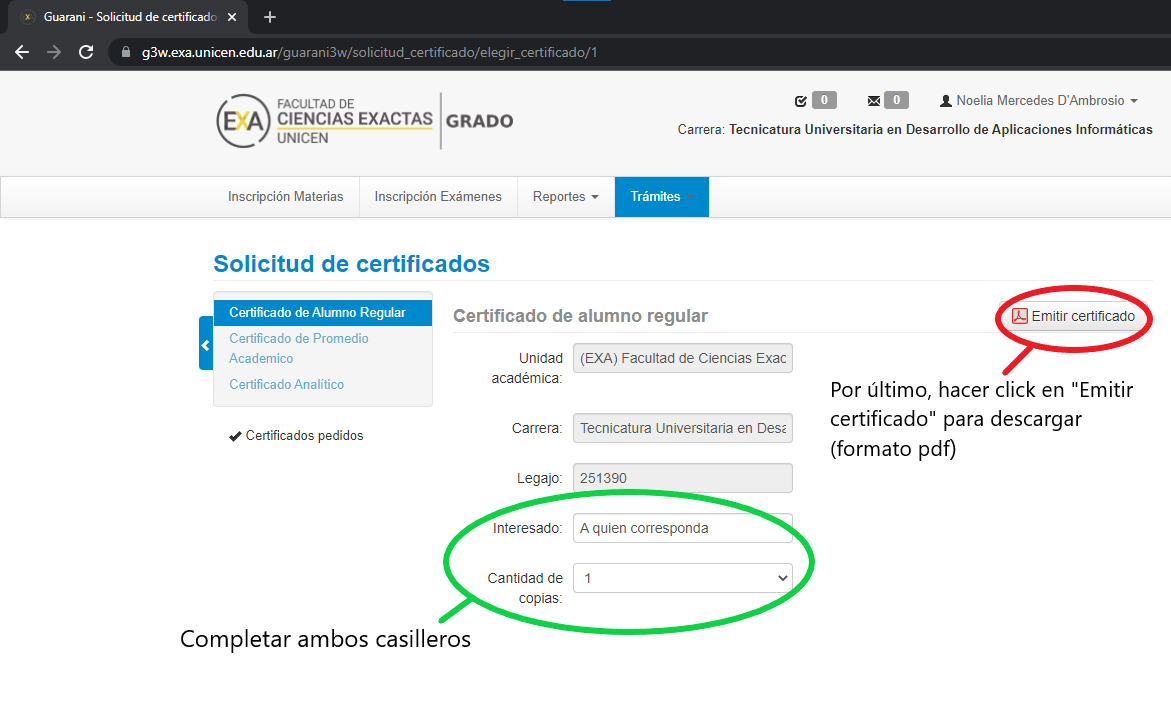 Guarani - Solicitud de certificado
g3w.exa.unicen.edu.ar/guarani3w/solicitud_certificado/elegir_certificado/1
EXA
FACULTAD DE
CIENCIAS EXACTAS
UNICEN
GRADO
0
0
Noelia Mercedes D'Ambrosio
Carrera: Tecnicatura Universitaria en Desarrollo de Aplicaciones Informáticas
Inscripción Materias
Inscripción Exámenes
Reportes
Trámites
Solicitud de certificados
Certificado de Alumno Regular
Certificado de Promedio
Academico
Certificado Analítico
Certificados pedidos
Certificado de alumno regular
Emitir certificado
Unidad
académica:
(EXA) Facultad de Ciencias Exac
Carrera:
Tecnicatura Universitaria en Desa
Legajo:
251390
Interesado:
A quien corresponda
Cantidad de
copias:
1
Por último, hacer click en "Emitir
certificado" para descargar
(formato pdf)
Completar ambos casilleros